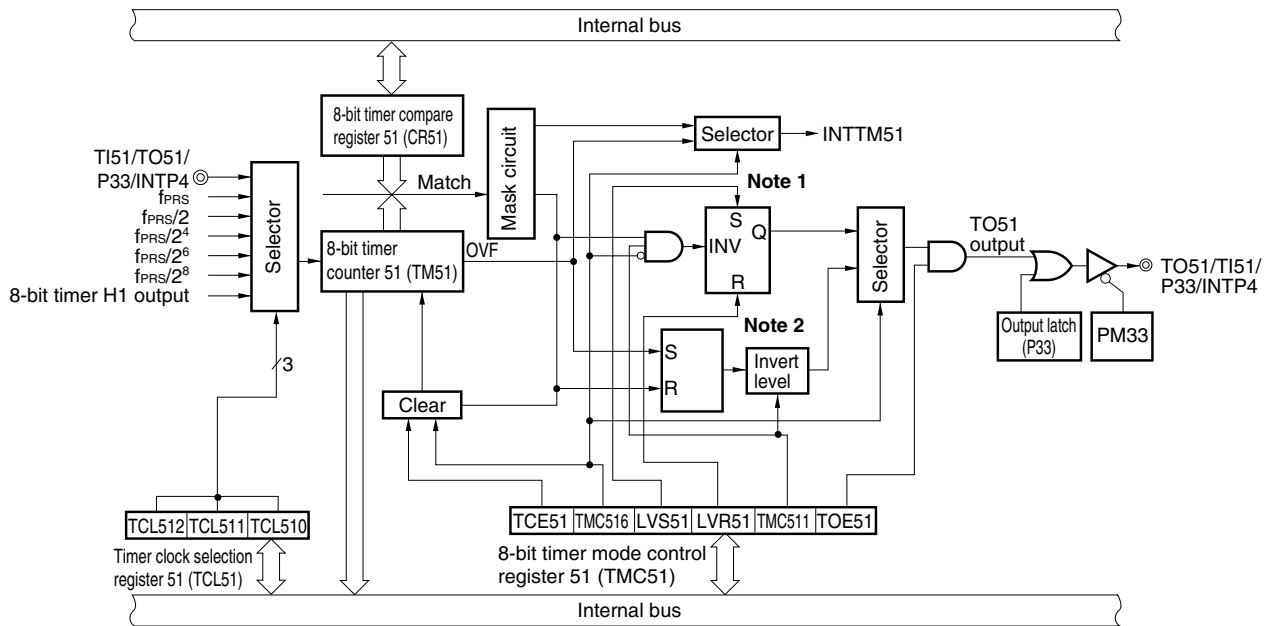 Internal bus
8-bit timer compare
register 51 (CR51)
Mask circuit
Selector
INTTM51
TI51/TO51/
P33/INTP4
fPRS
fPRS/2
fPRS/2⁴
fPRS/2⁶
fPRS/2⁸
8-bit timer H1 output
Selector
Match
8-bit timer
counter 51 (TM51)
OVF
Note 1
S
INV
Q
R
Selector
TO51
output
TO51/TI51/
P33/INTP4
Output latch
(P33)
PM33
Note 2
S
R
Invert
level
3
Clear
TCL512
TCL511
TCL510
Timer clock selection
register 51 (TCL51)
TCE51
TMC516
LVS51
LVR51
TMC511
TOE51
8-bit timer mode control
register 51 (TMC51)
Internal bus